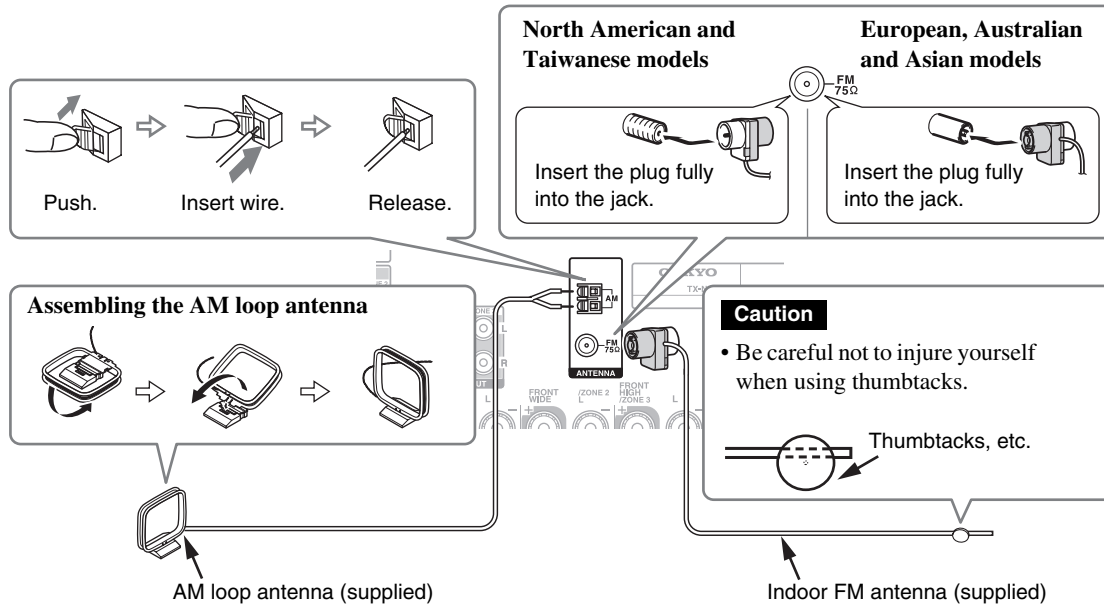 North American and
Taiwanese models
European, Australian
and Asian models
FM
75Ω
Insert the plug fully
into the jack.
Insert the plug fully
into the jack.
Push.
Insert wire.
Release.
Assembling the AM loop antenna
AM
FM
75Ω
ANTENNA
L
R
FRONT
WIDE
/ZONE 2
L
FRONT
HIGH
/ZONE 3
L
L
Caution
• Be careful not to injure yourself
when using thumbtacks.
Thumbtacks, etc.
AM loop antenna (supplied)
Indoor FM antenna (supplied)